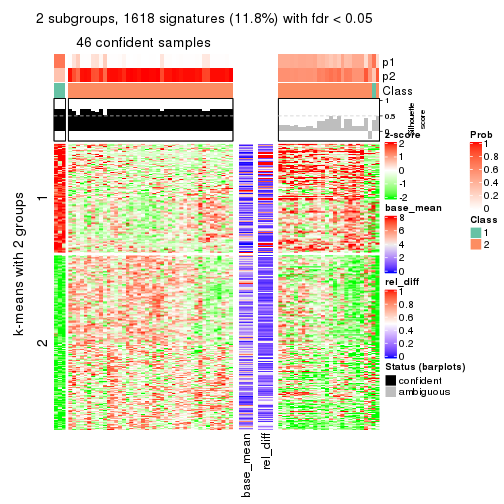 2 subgroups, 1618 signatures (11.8%) with fdr < 0.05
46 confident samples
p1
p2
Class
1
0.5
0
Silhouette
score
k-means with 2 groups
1
2
base_mean
rel_diff
z-score
2
1
0
-1
-2
base_mean
8
6
4
2
0
rel_diff
1
0.8
0.6
0.4
0.2
0
Status (barplots)
confident
ambiguous
Prob
1
0.8
0.6
0.4
0.2
0
Class
1
2